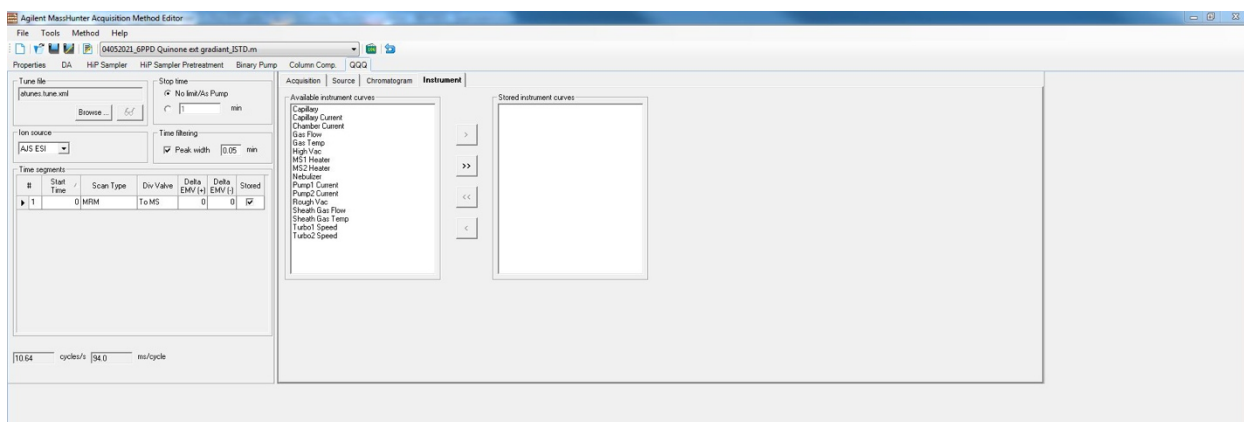 Agilent MassHunter Acquisition Method Editor
File Tools Method Help
04052021_6PPD Quinone ext gradiant_ISTD.m
Properties DA HiP Sampler HiP Sampler Pretreatment Binary Pump Column Comp. QQQ
Tune file
atunes.tune.xml
Browse ...
Stop time
No limit/As Pump
1 min
Ion source
AJS ESI
Time filtering
Peak width 0.05 min
Time segments
# Start Time / Scan Type Div Valve Delta EMV (+) Delta EMV (-) Stored
1 0 MRM To MS 0 0
10.64 cycles/s 94.0 ms/cycle
Acquisition Source Chromatogram Instrument
Available instrument curves
Capillary
Capillary Current
Chamber Current
Gas Flow
Gas Temp
High Vac
MS1 Heater
MS2 Heater
Nebulizer
Pump1 Current
Pump2 Current
Rough Vac
Sheath Gas Flow
Sheath Gas Temp
Turbo1 Speed
Turbo2 Speed
>
>>
<<
<
Stored instrument curves